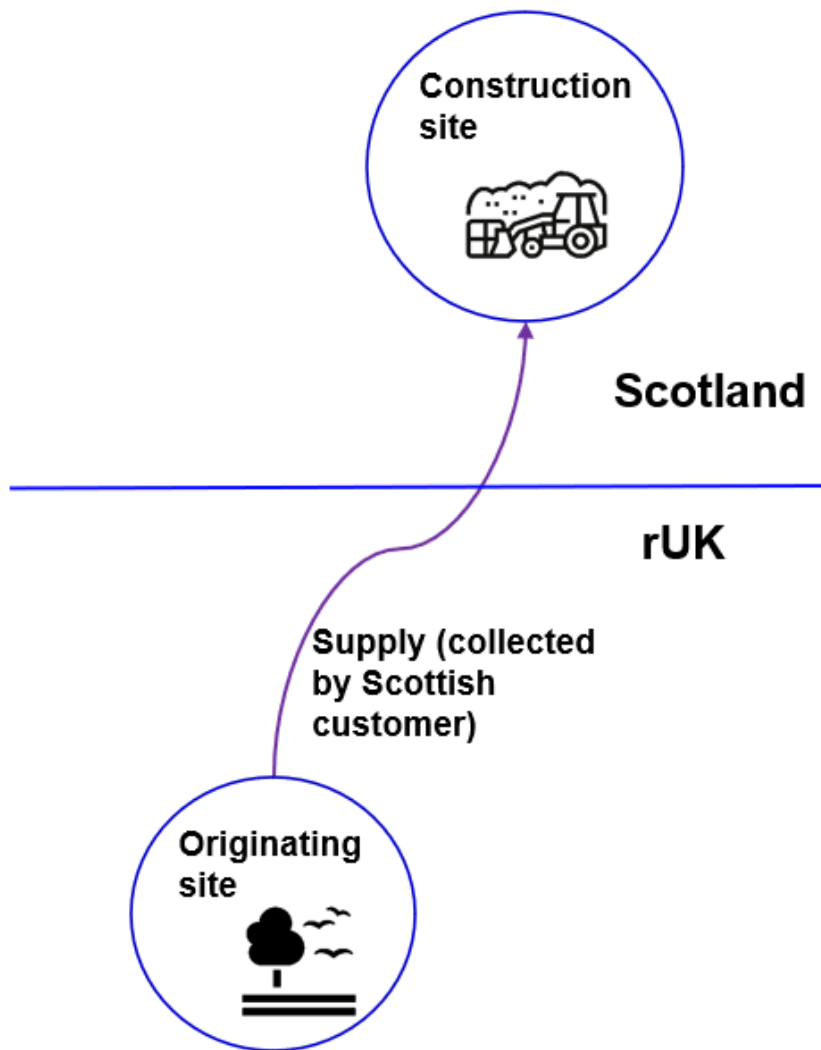 Construction
site
Scotland
rUK
Supply (collected
by Scottish
customer)
Originating
site